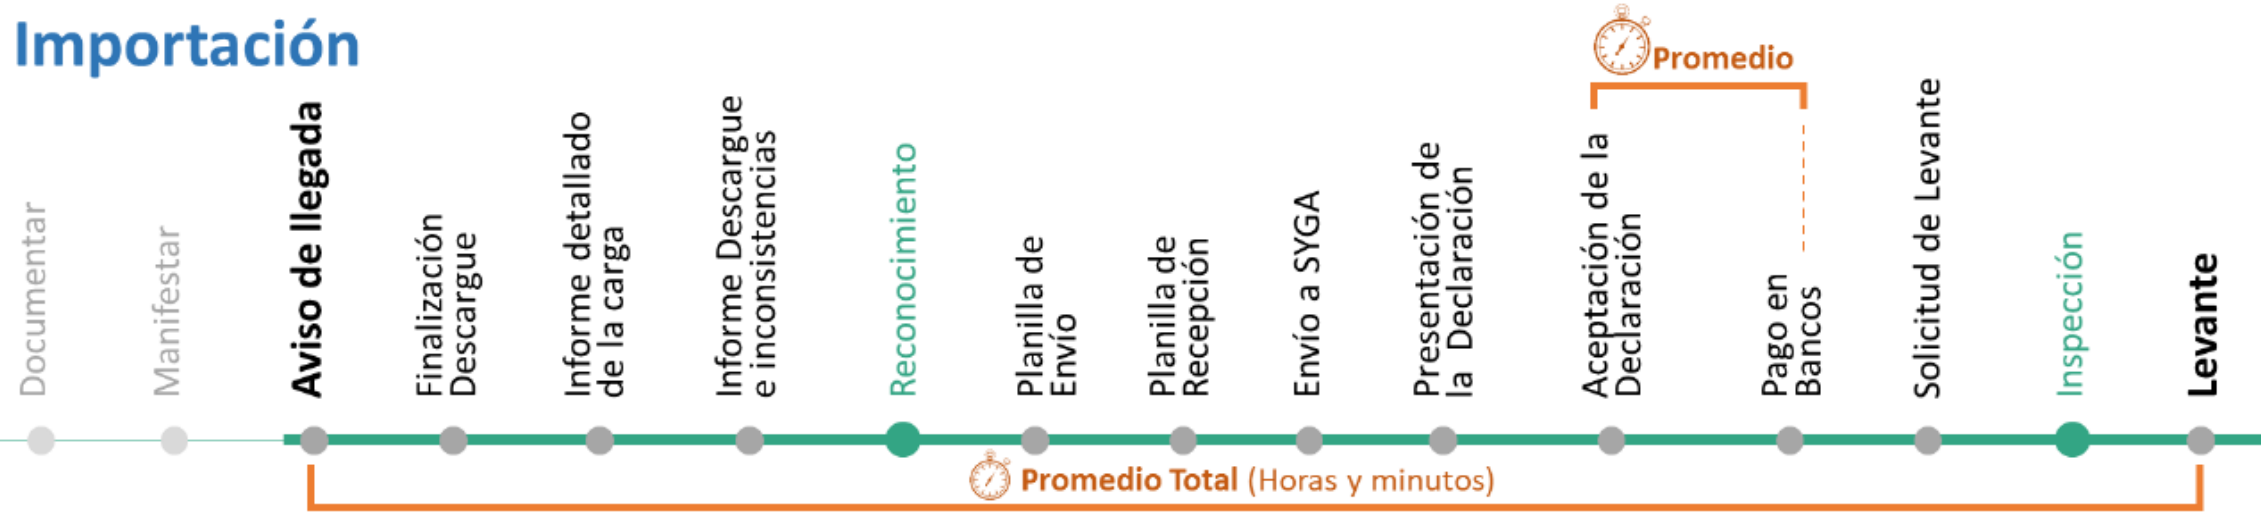 Importación
Promedio
Documentar
Manifestar
Aviso de llegada
Finalización
Descargue
Informe detallado
de la carga
Informe Descargue
e inconsistencias
Reconocimiento
Planilla de
Envío
Planilla de
Recepción
Envío a SYGA
Presentación de
la Declaración
Aceptación de la
Declaración
Pago en
Bancos
Solicitud de Levante
Inspección
Levante
Promedio Total (Horas y minutos)